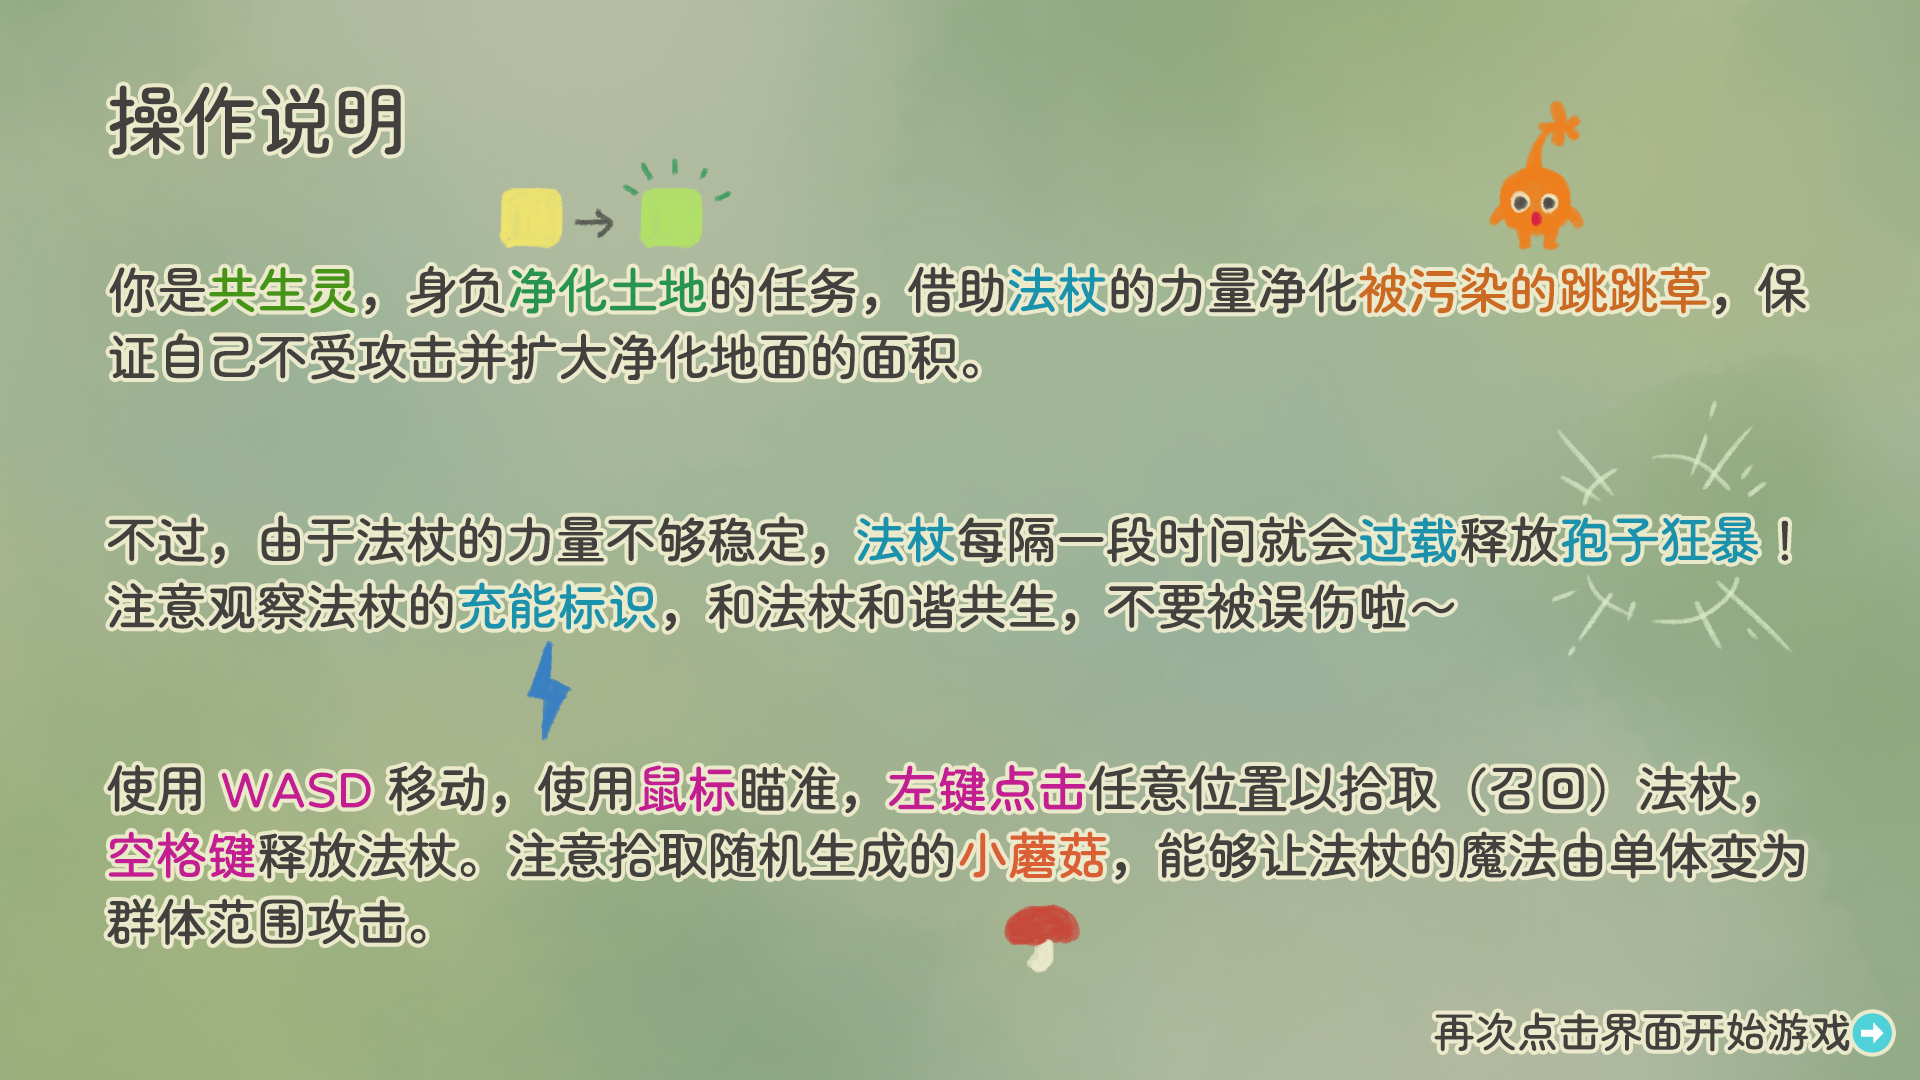 操作说明
你是共生灵，身负净化土地的任务，借助法杖的力量净化被污染的跳跳草，保
证自己不受攻击并扩大净化地面的面积。
不过，由于法杖的力量不够稳定，法杖每隔一段时间就会过载释放孢子狂暴！
注意观察法杖的充能标识，和法杖和谐共生，不要被误伤啦～
使用 WASD 移动，使用鼠标瞄准，左键点击任意位置以拾取（召回）法杖，
空格键释放法杖。注意拾取随机生成的小蘑菇，能够让法杖的魔法由单体变为
群体范围攻击。
再次点击界面开始游戏